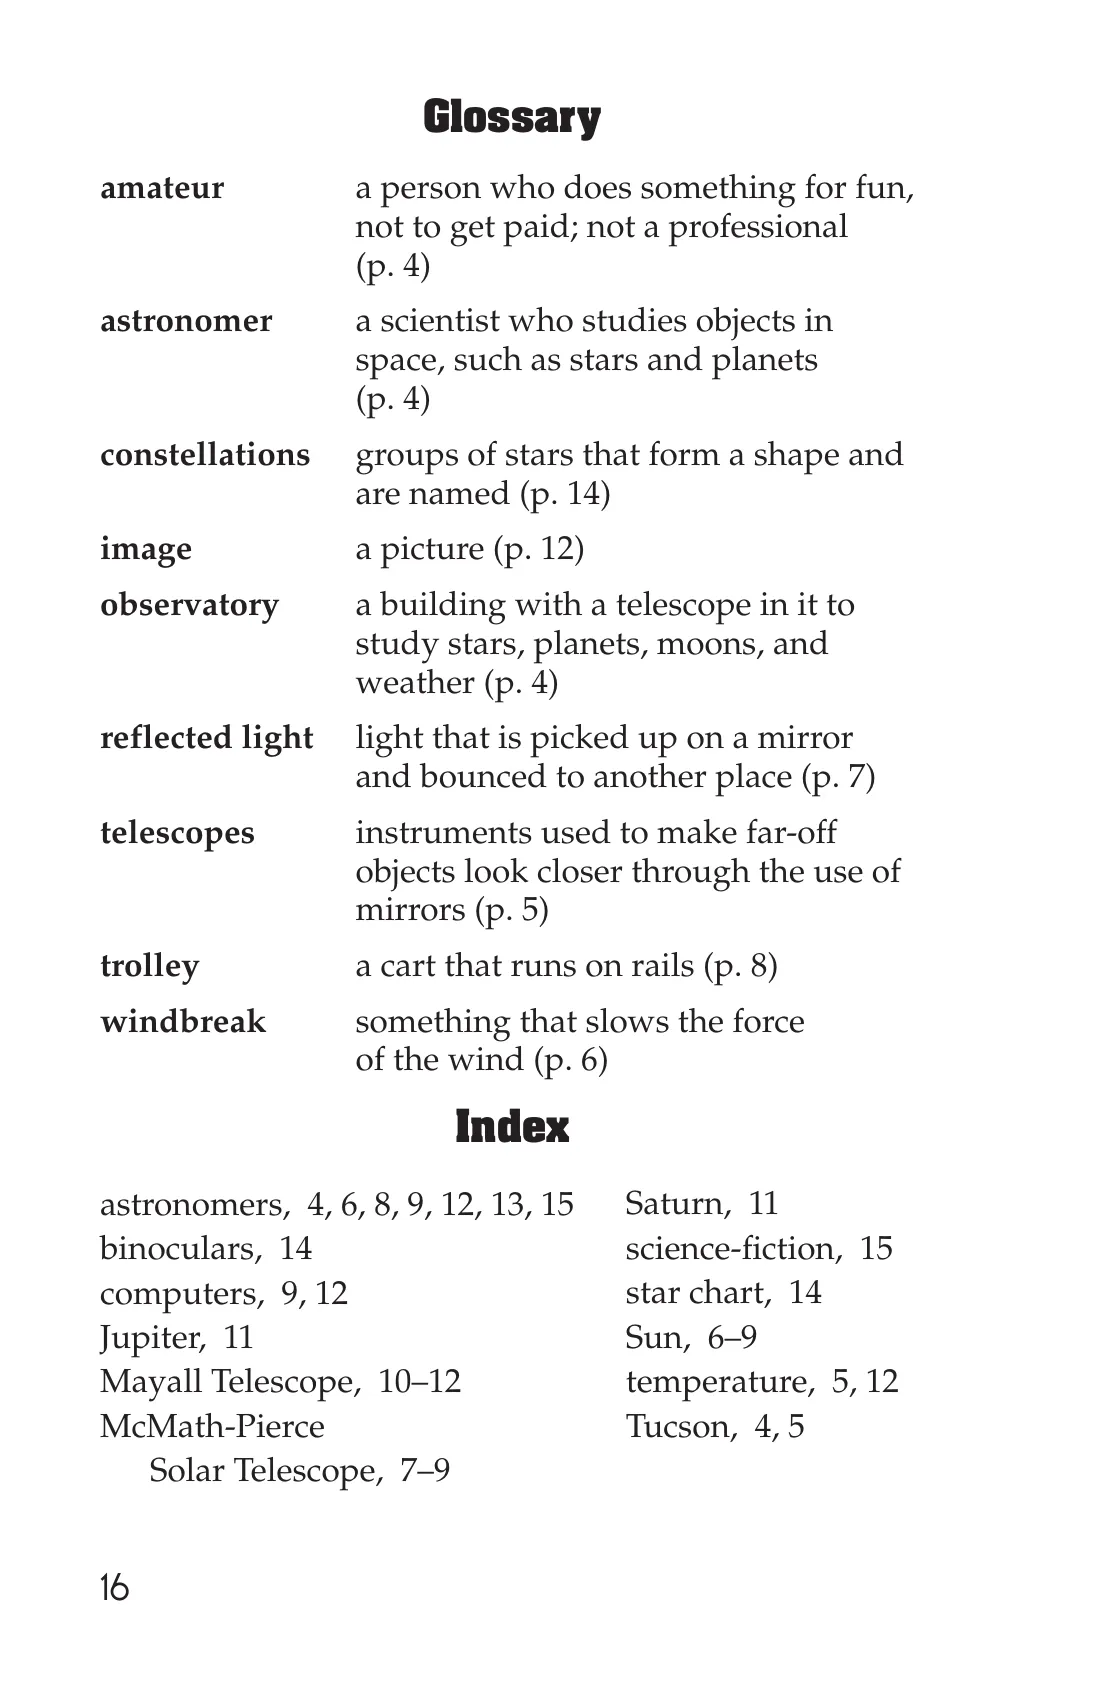 Glossary
amateur a person who does something for fun,
not to get paid; not a professional
(p. 4)
astronomer a scientist who studies objects in
space, such as stars and planets
(p. 4)
constellations groups of stars that form a shape and
are named (p. 14)
image a picture (p. 12)
observatory a building with a telescope in it to
study stars, planets, moons, and
weather (p. 4)
reflected light light that is picked up on a mirror
and bounced to another place (p. 7)
telescopes instruments used to make far-off
objects look closer through the use of
mirrors (p. 5)
trolley a cart that runs on rails (p. 8)
windbreak something that slows the force
of the wind (p. 6)
Index
astronomers, 4, 6, 8, 9, 12, 13, 15
binoculars, 14
computers, 9, 12
Jupiter, 11
Mayall Telescope, 10–12
McMath-Pierce
Solar Telescope, 7–9
Saturn, 11
science-fiction, 15
star chart, 14
Sun, 6–9
temperature, 5, 12
Tucson, 4, 5
16